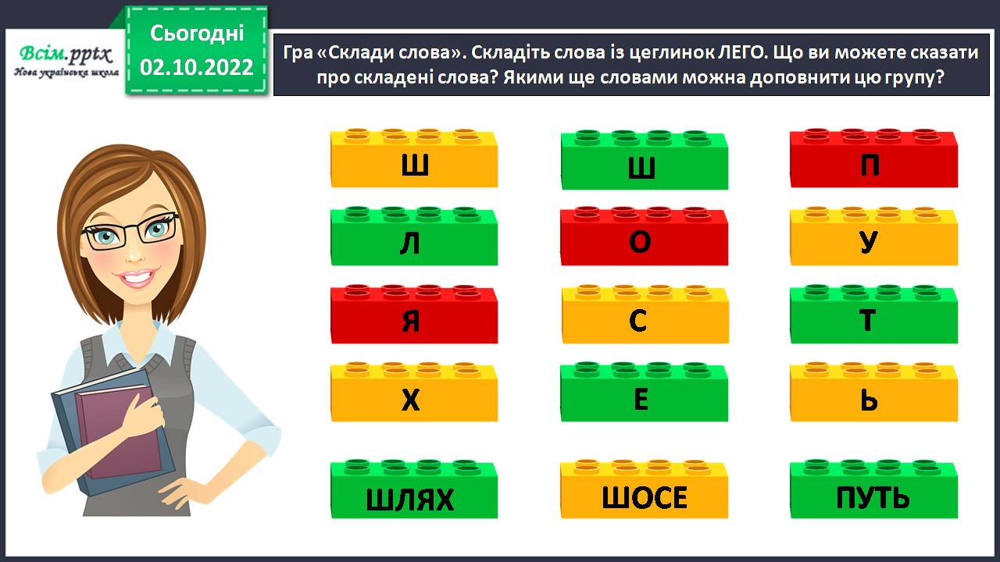 Всім.pptx
Нова українська школа
Сьогодні
02.10.2022
Гра «Склади слова». Складіть слова із цеглинок ЛЕГО. Що ви можете сказати
про складені слова? Якими ще словами можна доповнити цю групу?
Ш Ш П
Л О У
Я С Т
Х Е Ь
ШЛЯХ ШОСЕ ПУТЬ